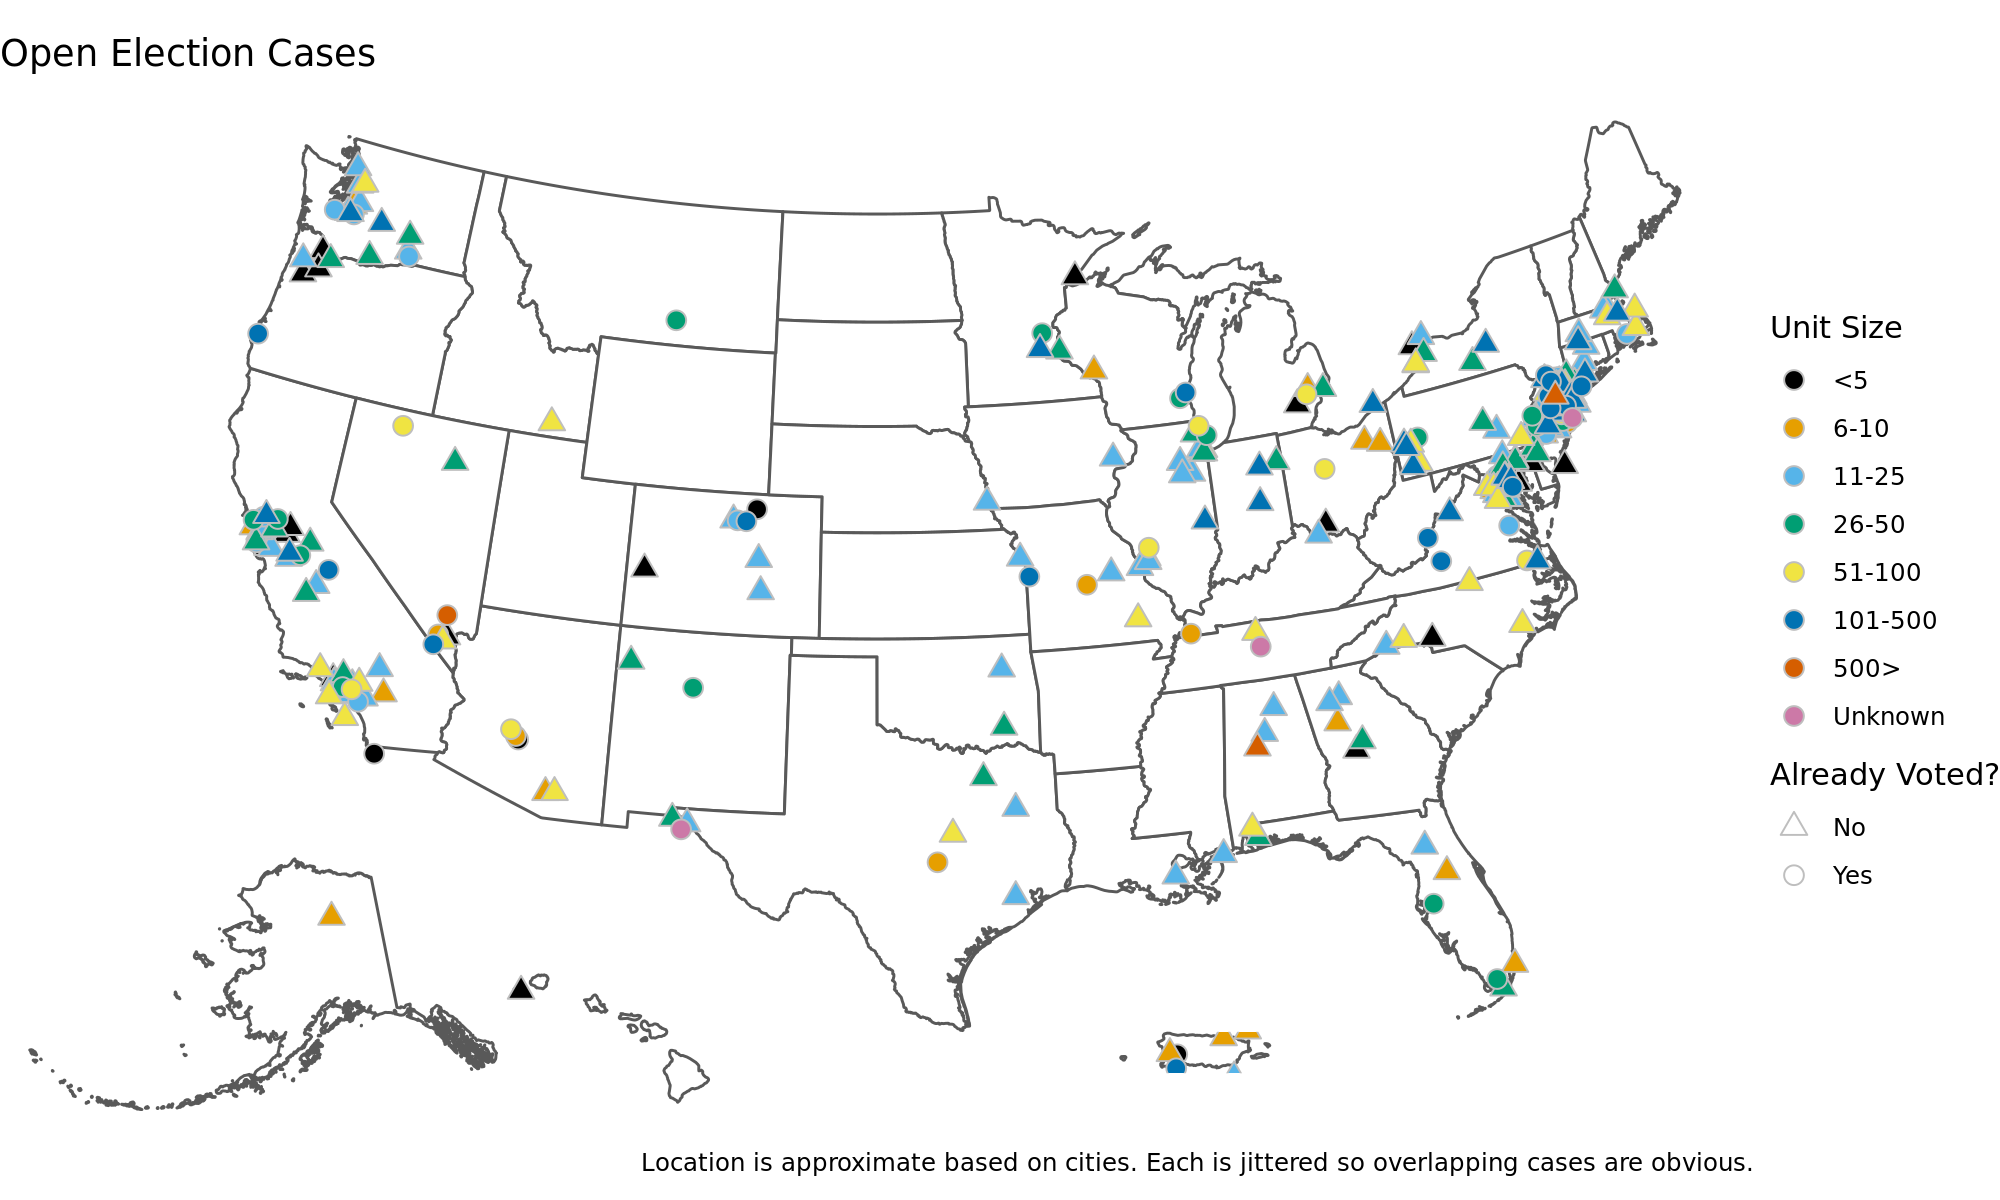 Open Election Cases
Unit Size
<5
6-10
11-25
26-50
51-100
101-500
500>
Unknown
Already Voted?
No
Yes
Location is approximate based on cities. Each is jittered so overlapping cases are obvious.